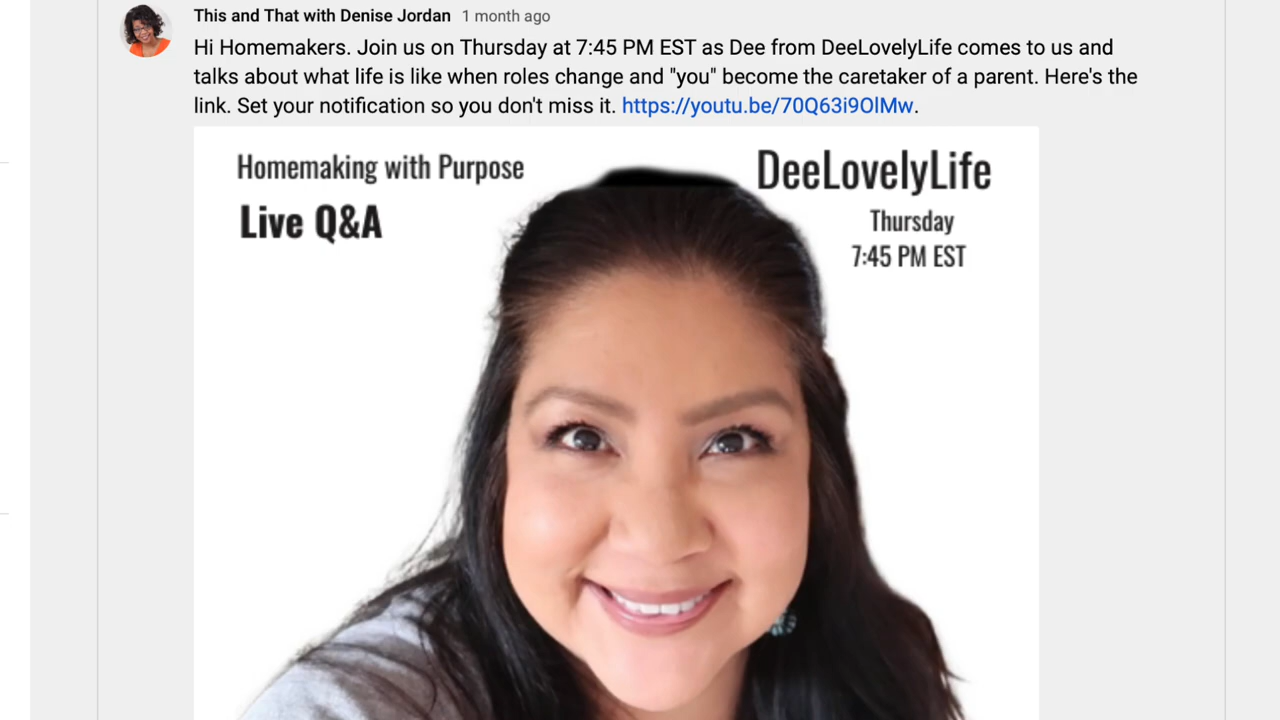 This and That with Denise Jordan 1 month ago
Hi Homemakers. Join us on Thursday at 7:45 PM EST as Dee from DeeLovelyLife comes to us and
talks about what life is like when roles change and "you" become the caretaker of a parent. Here's the
link. Set your notification so you don't miss it. https://youtu.be/70Q63i9OlMw.
Homemaking with Purpose
Live Q&A
DeeLovelyLife
Thursday
7:45 PM EST